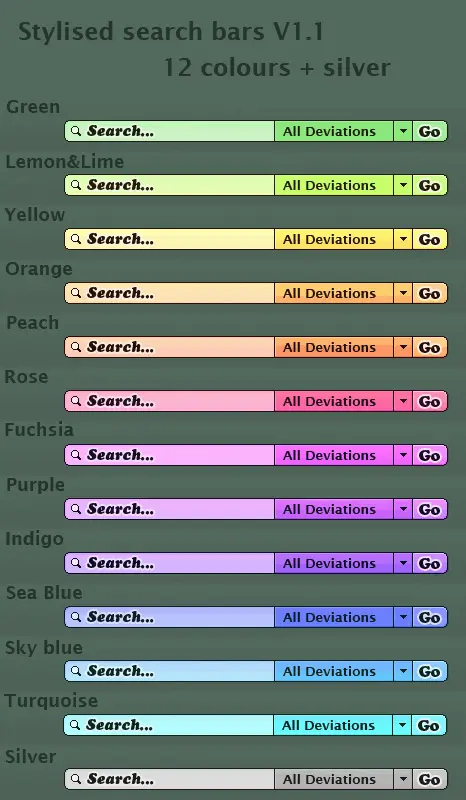 Stylised search bars V1.1
12 colours + silver
Green
Search... All Deviations Go
Lemon&Lime
Search... All Deviations Go
Yellow
Search... All Deviations Go
Orange
Search... All Deviations Go
Peach
Search... All Deviations Go
Rose
Search... All Deviations Go
Fuchsia
Search... All Deviations Go
Purple
Search... All Deviations Go
Indigo
Search... All Deviations Go
Sea Blue
Search... All Deviations Go
Sky blue
Search... All Deviations Go
Turquoise
Search... All Deviations Go
Silver
Search... All Deviations Go